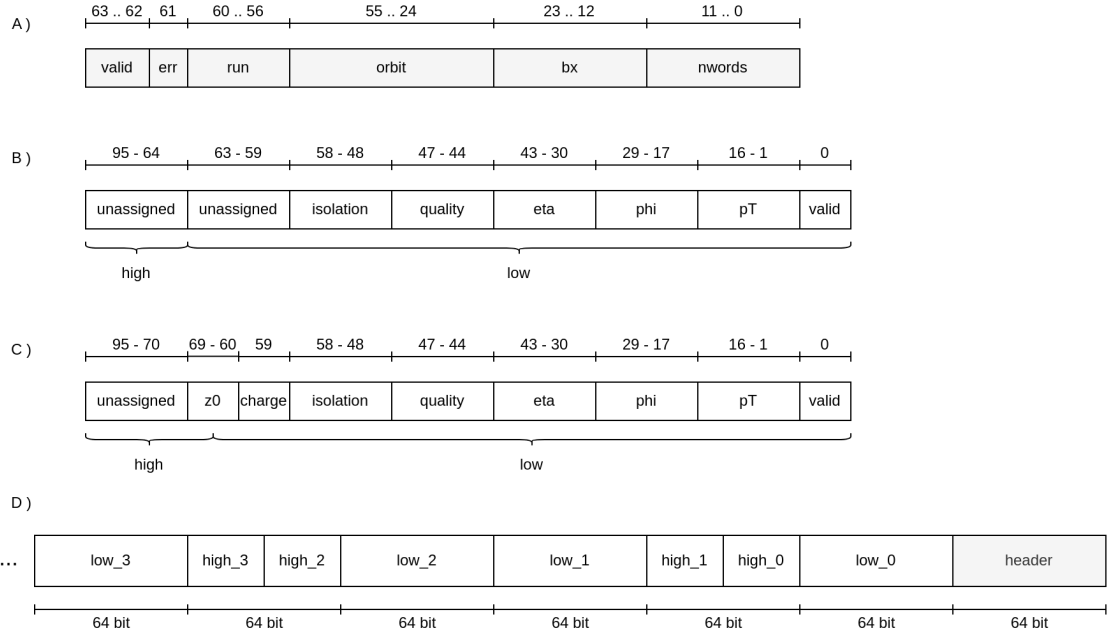 63 .. 62 61 60 .. 56 55 .. 24 23 .. 12 11 .. 0
A )
valid err run orbit bx nwords
95 - 64 63 - 59 58 - 48 47 - 44 43 - 30 29 - 17 16 - 1 0
B )
unassigned unassigned isolation quality eta phi pT valid
high low
95 - 70 69 - 60 59 58 - 48 47 - 44 43 - 30 29 - 17 16 - 1 0
C )
unassigned z0 charge isolation quality eta phi pT valid
high low
D )
... low_3 high_3 high_2 low_2 low_1 high_1 high_0 low_0 header
64 bit 64 bit 64 bit 64 bit 64 bit 64 bit 64 bit